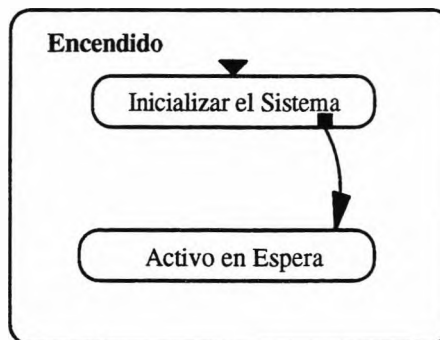 Encendido
Inicializar el Sistema
Activo en Espera